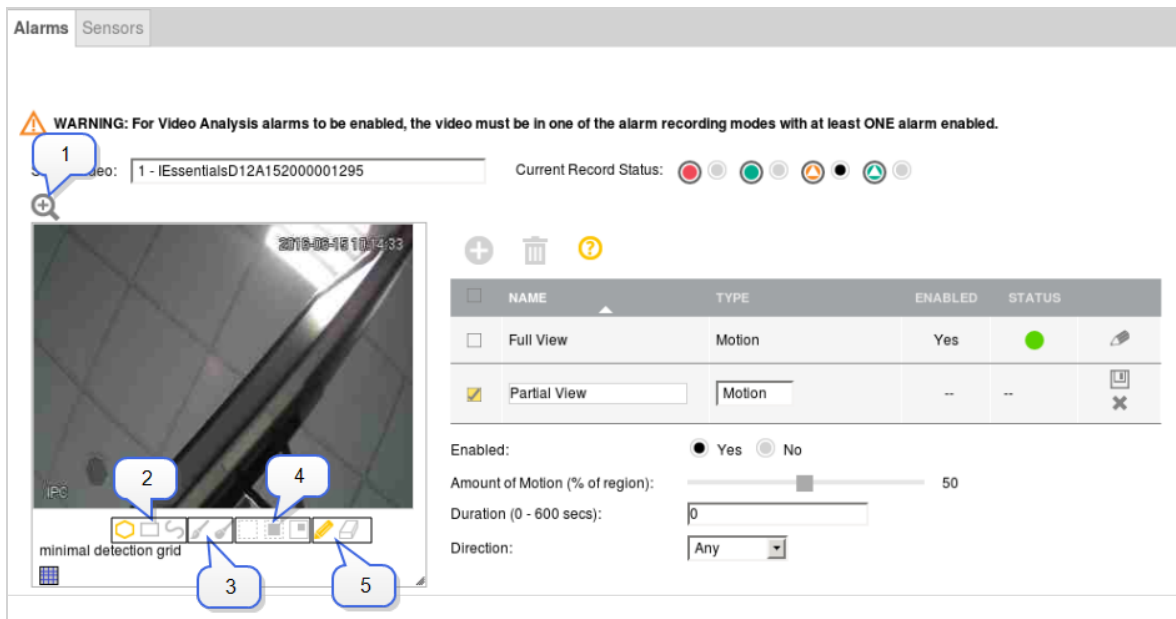 Alarms Sensors
WARNING: For Video Analysis alarms to be enabled, the video must be in one of the alarm recording modes with at least ONE alarm enabled.
1
deo: 1 - IEssentialsD12A152000001295 Current Record Status:
2016-06-15 10:14:33
?
NAME TYPE ENABLED STATUS
Full View Motion Yes
Partial View Motion -- --
Enabled: Yes No
2 4
IPC
Amount of Motion (% of region): 50
Duration (0 - 600 secs): 0
Direction: Any
minimal detection grid
3 5